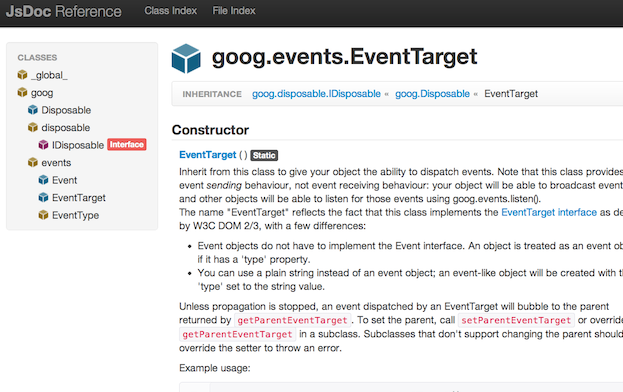 JsDoc Reference Class Index File Index
CLASSES
_global_
goog
Disposable
disposable
IDisposable Interface
events
Event
EventTarget
EventType
goog.events.EventTarget
INHERITANCE goog.disposable.IDisposable « goog.Disposable « EventTarget
Constructor
EventTarget ( ) Static
Inherit from this class to give your object the ability to dispatch events. Note that this class provides
event sending behaviour, not event receiving behaviour: your object will be able to broadcast event
and other objects will be able to listen for those events using goog.events.listen().
The name "EventTarget" reflects the fact that this class implements the EventTarget interface as de
by W3C DOM 2/3, with a few differences:
• Event objects do not have to implement the Event interface. An object is treated as an event ob
if it has a 'type' property.
• You can use a plain string instead of an event object; an event-like object will be created with th
'type' set to the string value.
Unless propagation is stopped, an event dispatched by an EventTarget will bubble to the parent
returned by getParentEventTarget. To set the parent, call setParentEventTarget or override
getParentEventTarget in a subclass. Subclasses that don't support changing the parent should
override the setter to throw an error.
Example usage: